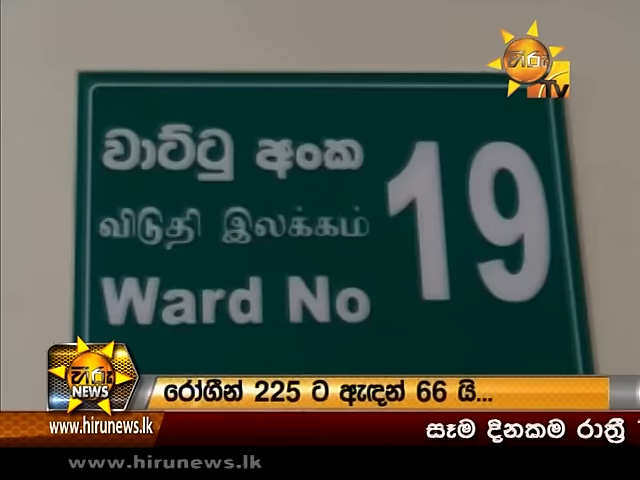 හිරු
TV
වාට්ටු අංක
விடுதி இலக்கம்
Ward No
19
හිරු
NEWS
රෝගීන් 225 ට ඇඳන් 66 යි...
www.hirunews.lk
සෑම දිනකම රාත්‍රී
www.hirunews.lk